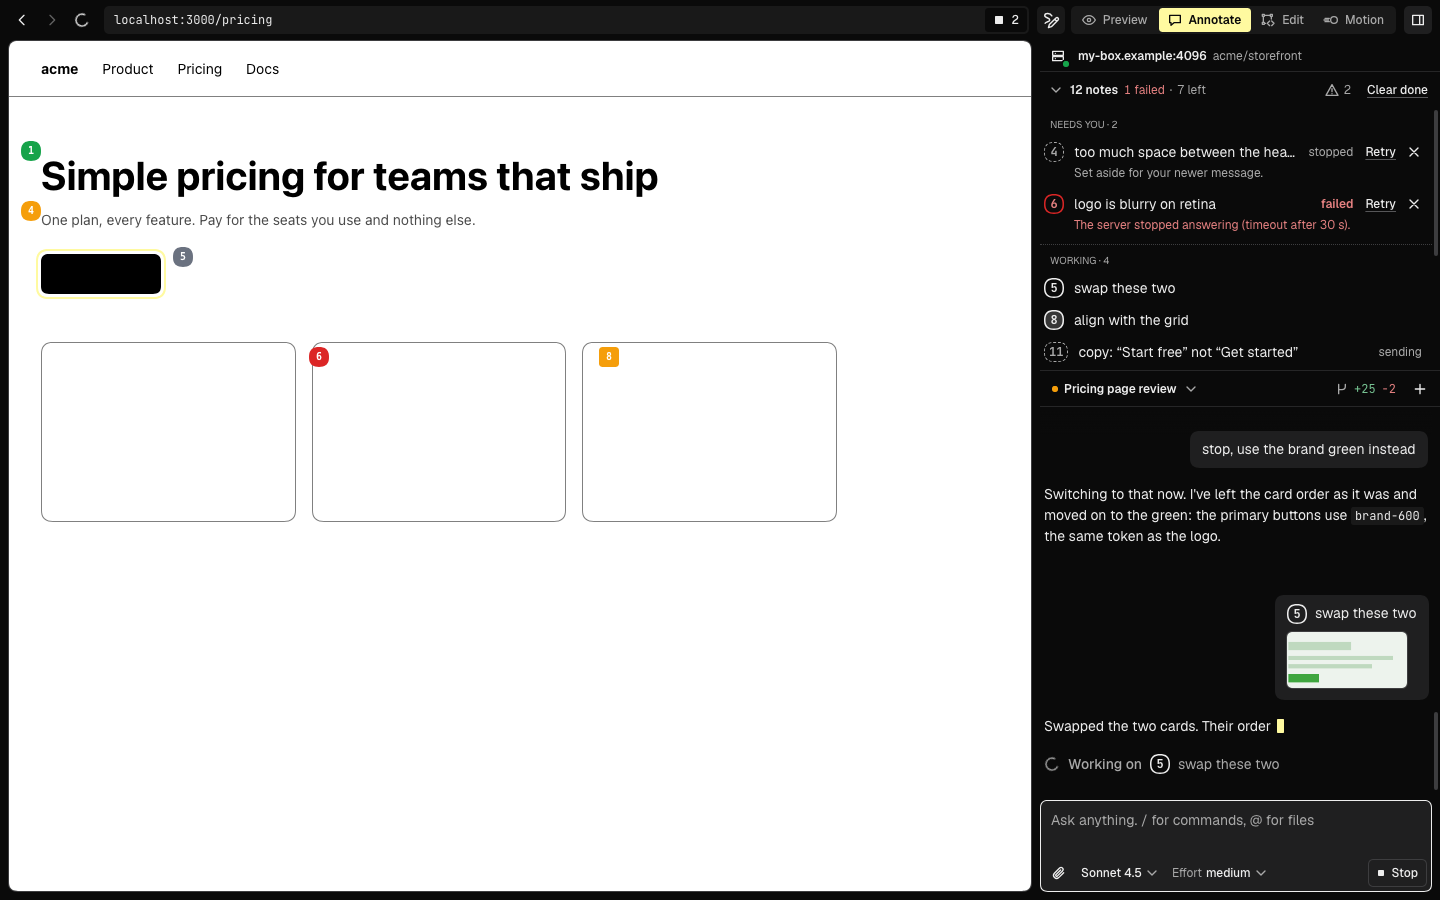 localhost:3000/pricing
2
Preview
Annotate
Edit
Motion
acme
Product
Pricing
Docs
1
Simple pricing for teams that ship
4
One plan, every feature. Pay for the seats you use and nothing else.
5
6
8
my-box.example:4096 acme/storefront
12 notes 1 failed · 7 left
2
Clear done
NEEDS YOU · 2
4 too much space between the hea… stopped Retry
Set aside for your newer message.
6 logo is blurry on retina failed Retry
The server stopped answering (timeout after 30 s).
WORKING · 4
5 swap these two
8 align with the grid
11 copy: “Start free” not “Get started” sending
Pricing page review
+25 -2
stop, use the brand green instead
Switching to that now. I’ve left the card order as it was and
moved on to the green: the primary buttons use brand-600,
the same token as the logo.
5 swap these two
Swapped the two cards. Their order
Working on 5 swap these two
Ask anything. / for commands, @ for files
Sonnet 4.5
Effort medium
Stop